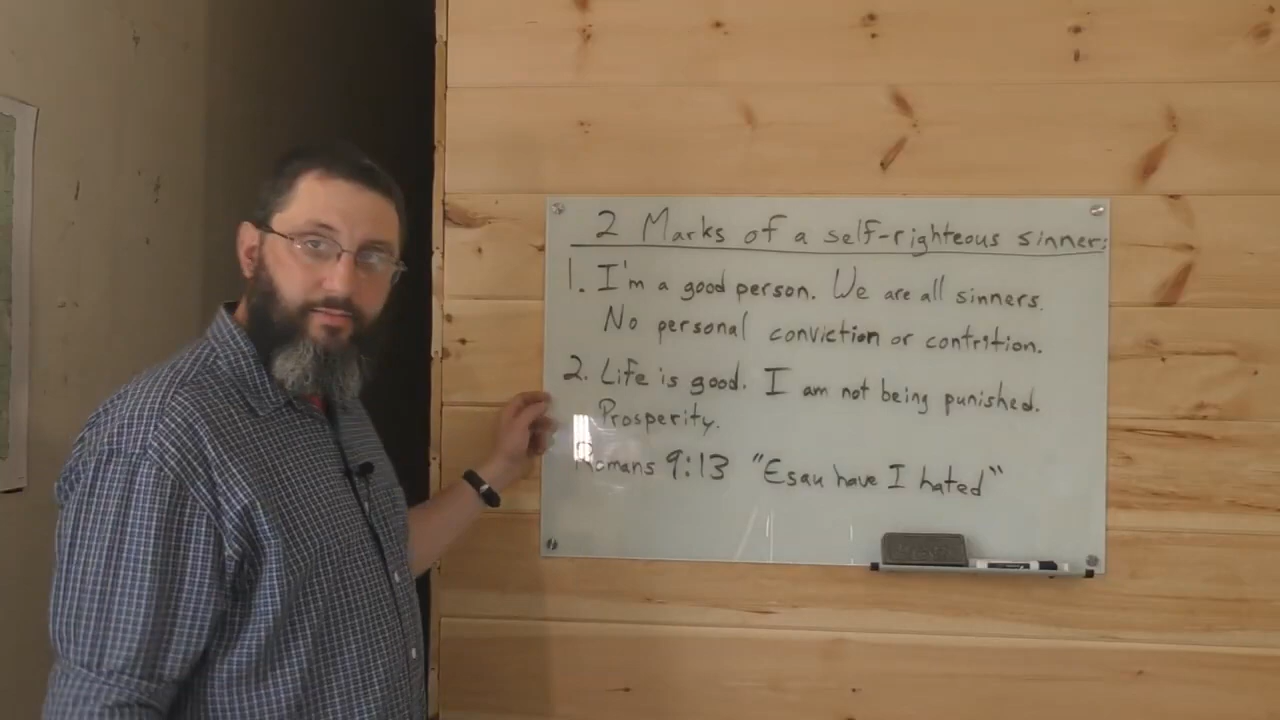 2 Marks of a self-righteous sinner:
1. I'm a good person. We are all sinners.
No personal conviction or contrition.
2. Life is good. I am not being punished.
Prosperity.
Romans 9:13 "Esau have I hated"